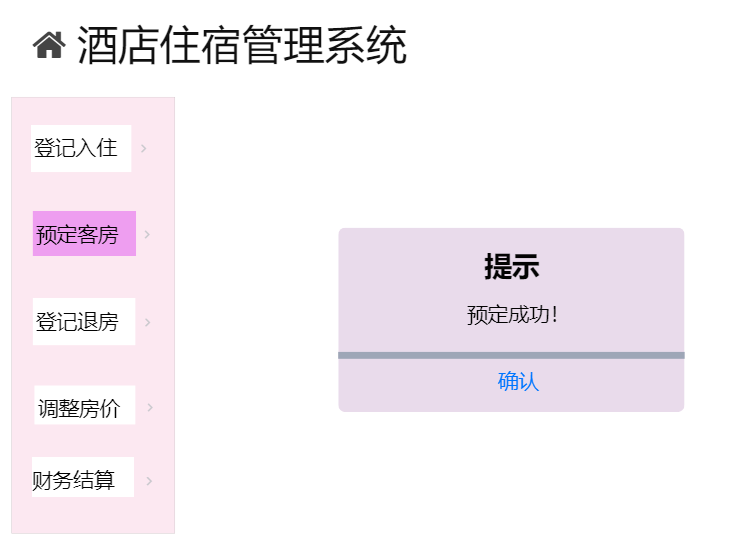 酒店住宿管理系统
登记入住
预定客房
登记退房
调整房价
财务结算
提示
预定成功！
确认